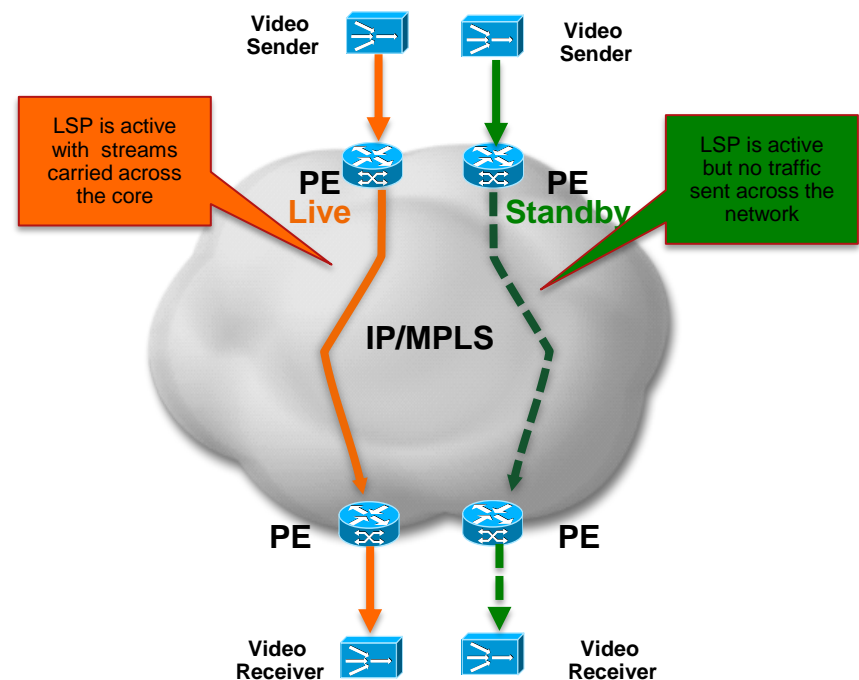 Video
Sender
Video
Sender
LSP is active
with streams
carried across
the core
LSP is active
but no traffic
sent across the
network
PE
Live
PE
Standby
IP/MPLS
PE
PE
Video
Receiver
Video
Receiver